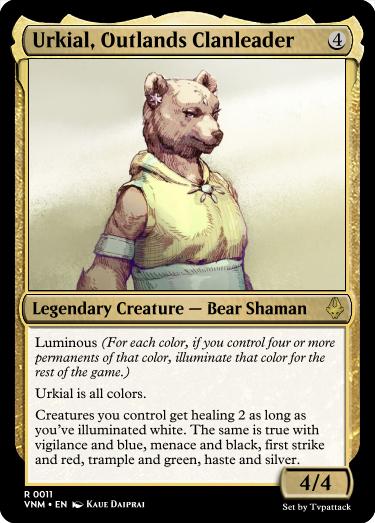 Urkial, Outlands Clanleader 4
Legendary Creature — Bear Shaman
Luminous (For each color, if you control four or more
permanents of that color, illuminate that color for the
rest of the game.)
Urkial is all colors.
Creatures you control get healing 2 as long as
you've illuminated white. The same is true with
vigilance and blue, menace and black, first strike
and red, trample and green, haste and silver.
4/4
R 0011
VNM • EN Kaue Daiprai
Set by Tvpattack